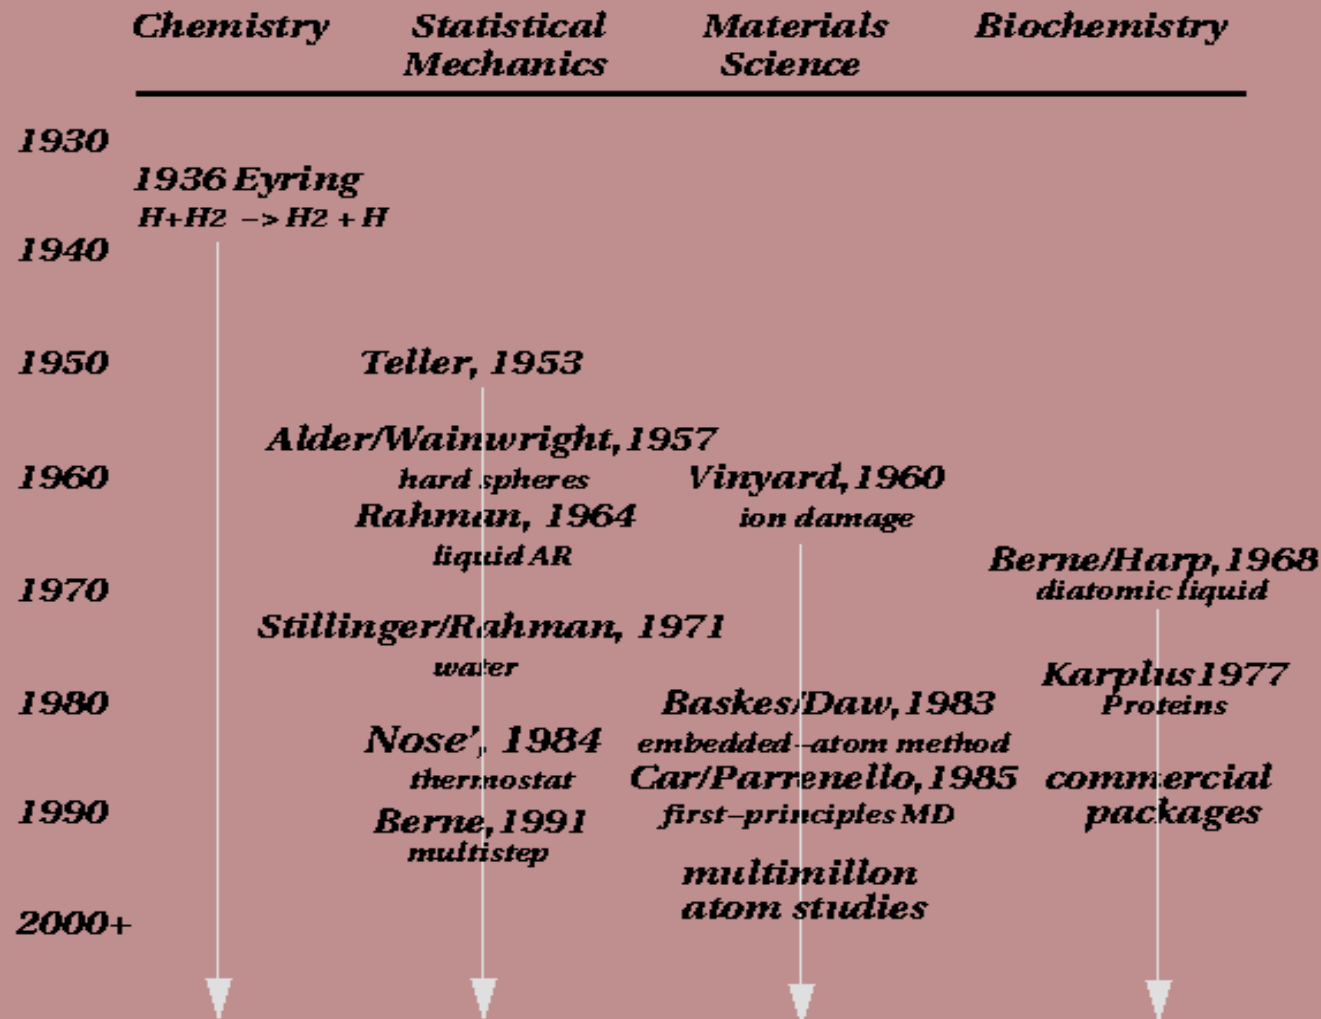 Chemistry Statistical Mechanics Materials Science Biochemistry
1930
1936 Eyring
H+H2 -> H2 + H
1940
1950
Teller, 1953
Alder/Wainwright, 1957
hard spheres
1960
Vinyard, 1960
ion damage
Rahman, 1964
liquid AR
Berne/Harp, 1968
diatomic liquid
1970
Stillinger/Rahman, 1971
water
Karplus 1977
Proteins
1980
Baskes/Daw, 1983
embedded-atom method
Nose', 1984
thermostat
Car/Parrenello, 1985
first-principles MD
commercial
packages
1990
Berne, 1991
multistep
multimillon
atom studies
2000+